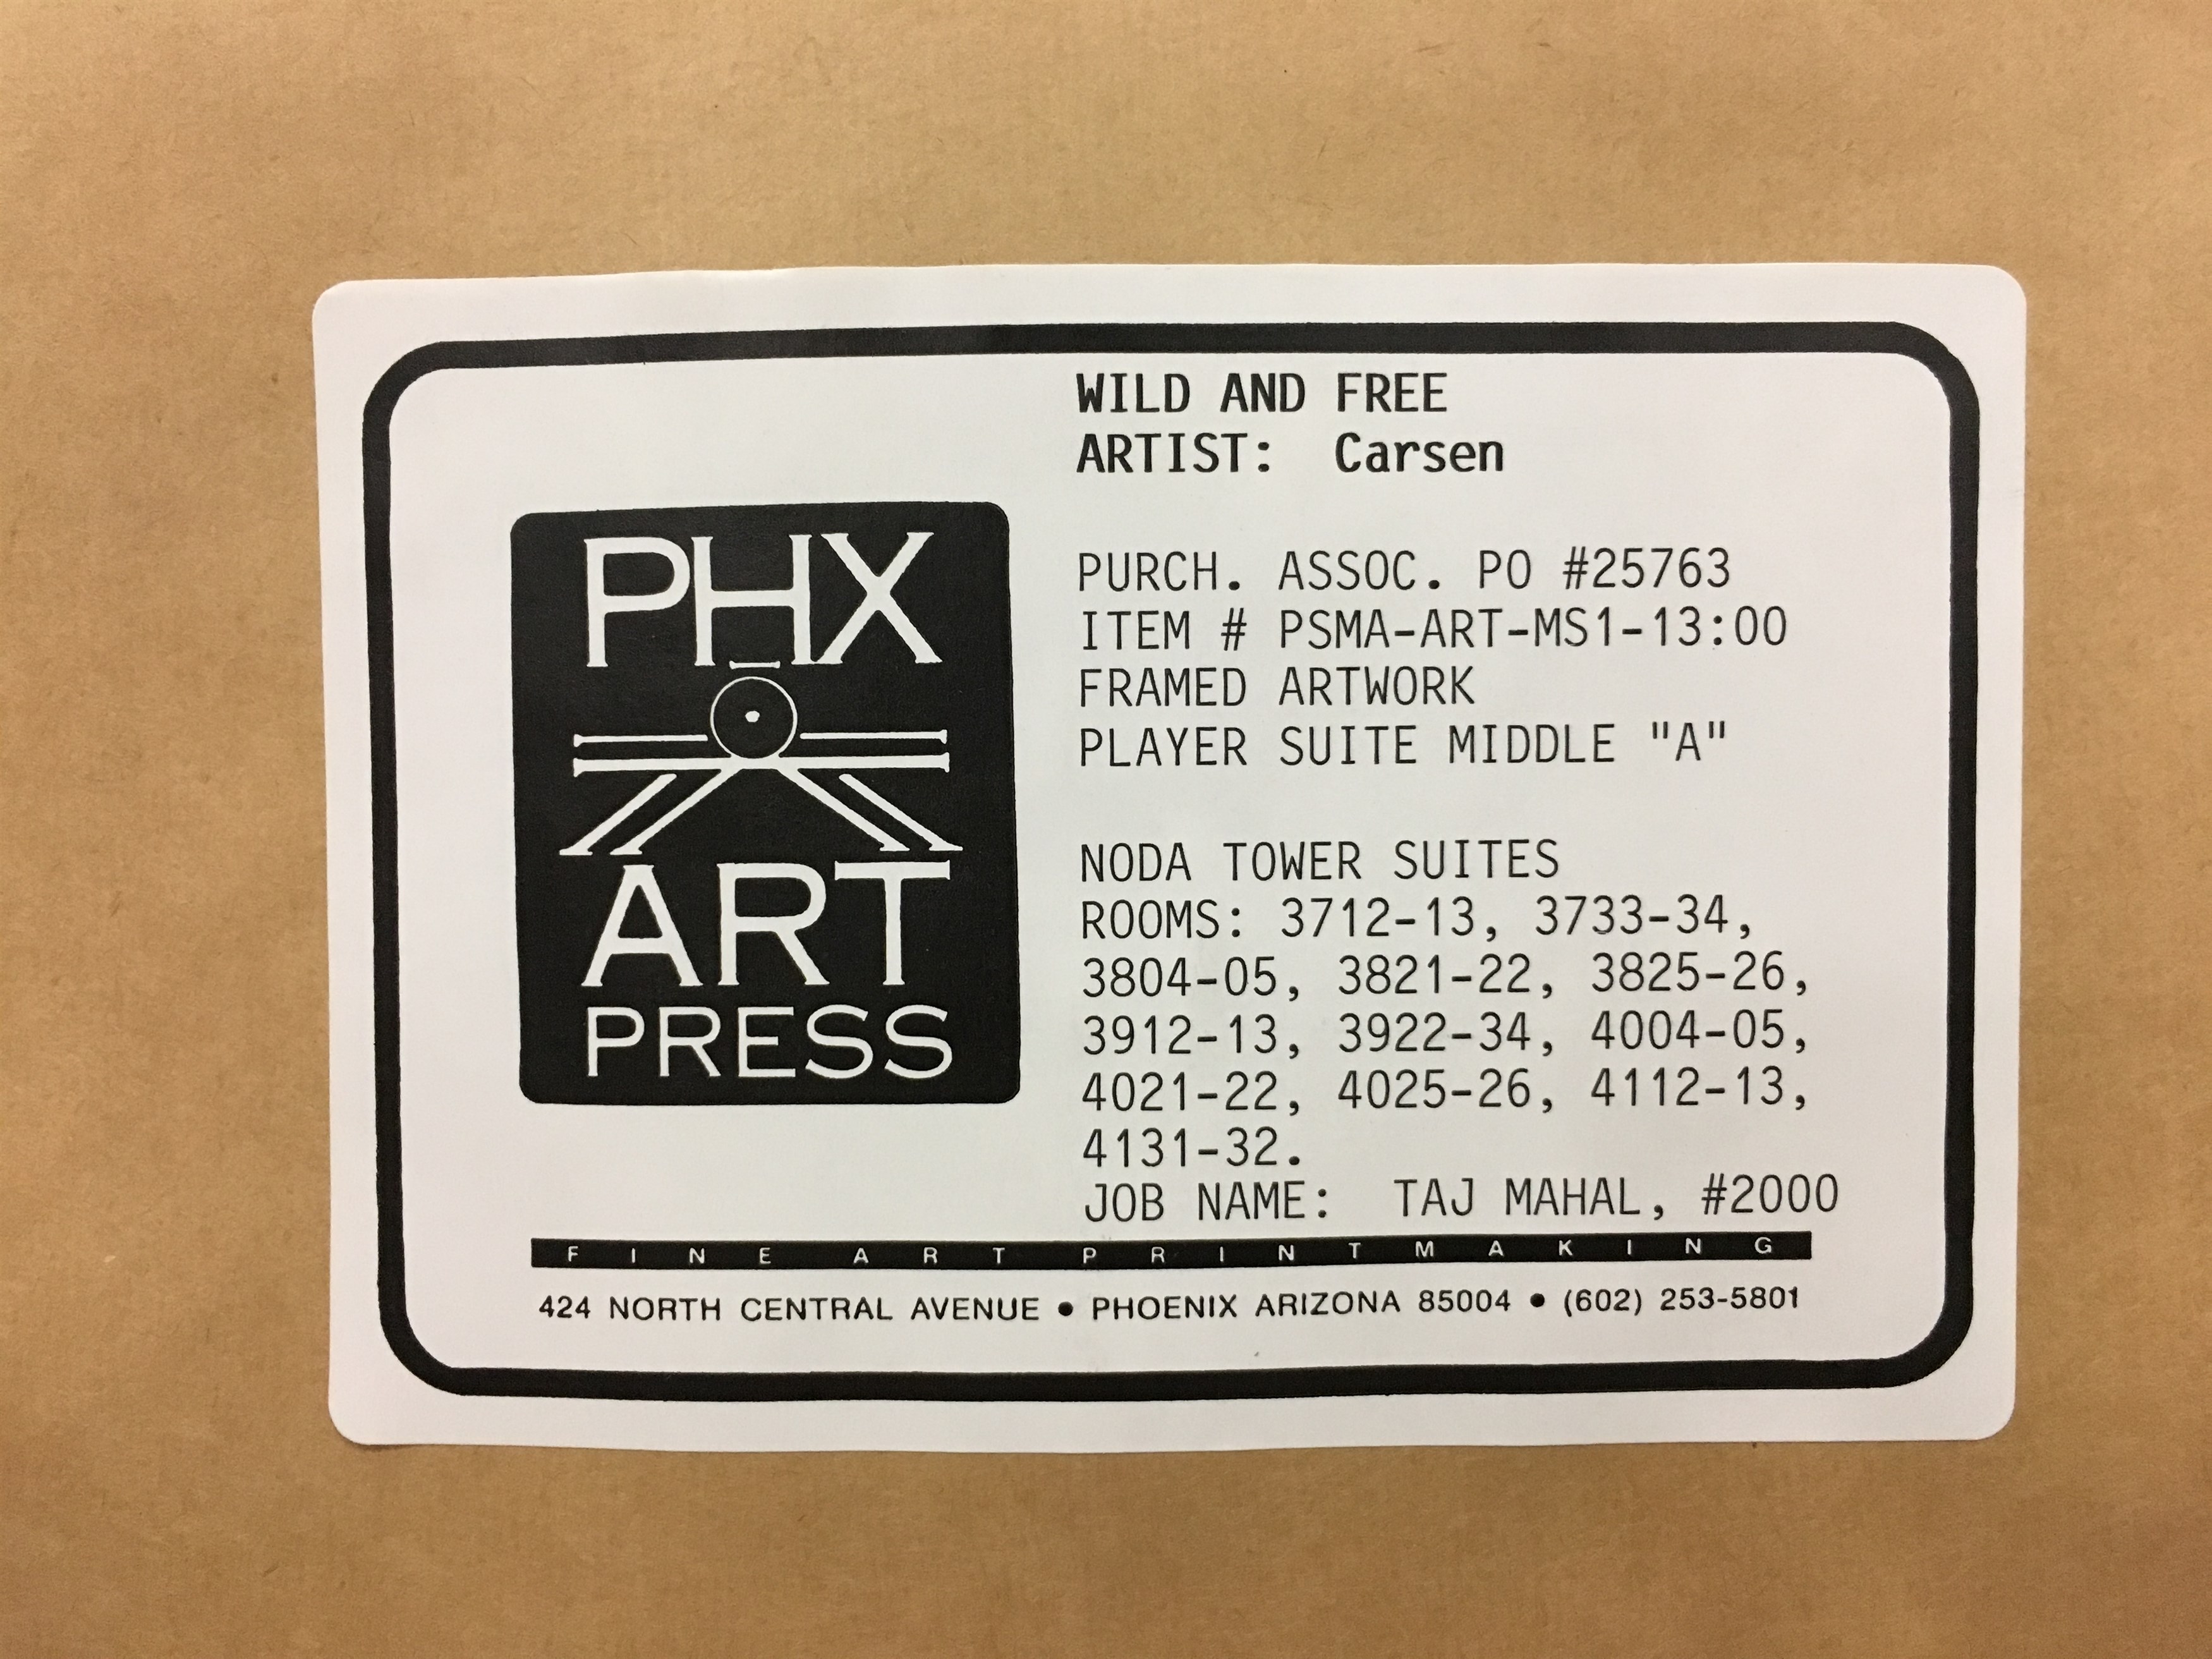 WILD AND FREE
ARTIST: Carsen
PURCH. ASSOC. PO #25763
ITEM # PSMA-ART-MS1-13:00
FRAMED ARTWORK
PLAYER SUITE MIDDLE "A"
NODA TOWER SUITES
ROOMS: 3712-13, 3733-34,
3804-05, 3821-22, 3825-26,
3912-13, 3922-34, 4004-05,
4021-22, 4025-26, 4112-13,
4131-32.
JOB NAME: TAJ MAHAL, #2000
PHX
ART
PRESS
FINE ART PRINTMAKING
424 NORTH CENTRAL AVENUE • PHOENIX ARIZONA 85004 • (602) 253-5801